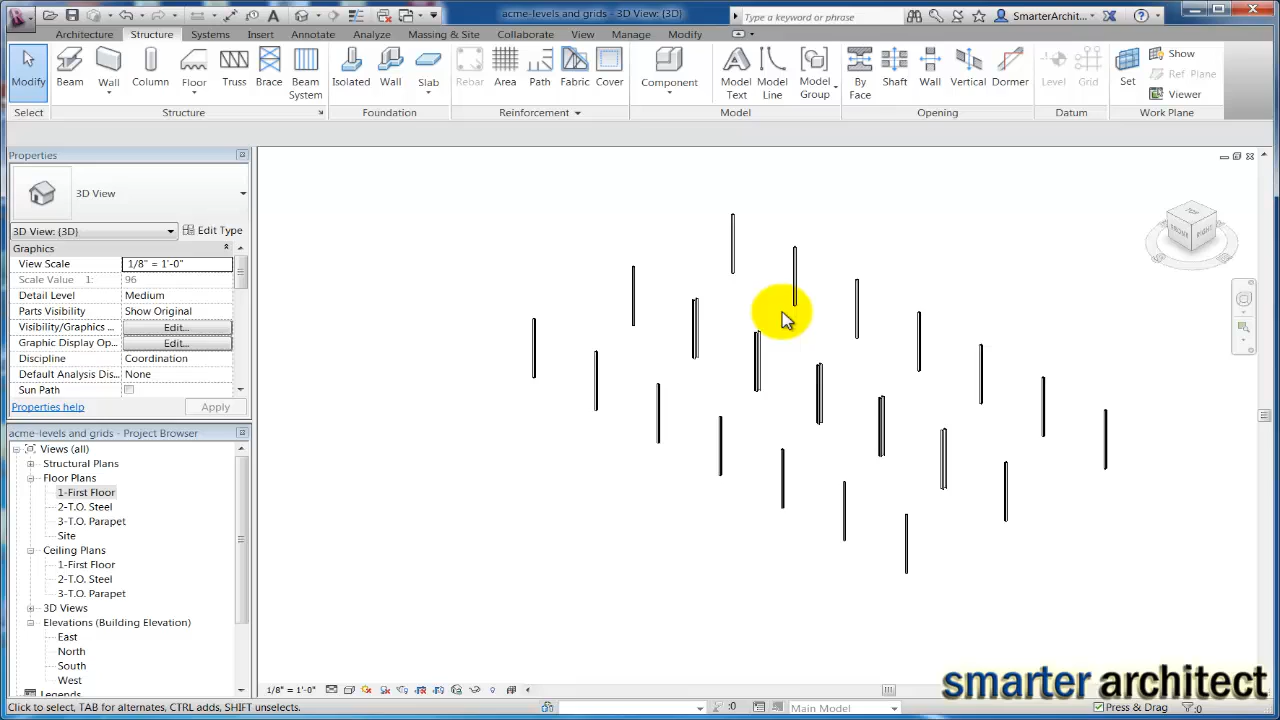 acme-levels and grids - 3D View: {3D}
Type a keyword or phrase
SmarterArchit...
Architecture
Structure
Systems
Insert
Annotate
Analyze
Massing & Site
Collaborate
View
Manage
Modify
Modify
Beam
Wall
Column
Floor
Truss
Brace
Beam System
Isolated
Wall
Slab
Rebar
Area
Path
Fabric
Cover
Component
Model Text
Model Line
Model Group
By Face
Shaft
Wall
Vertical
Dormer
Level
Grid
Set
Show
Ref Plane
Viewer
Select
Structure
Foundation
Reinforcement
Model
Opening
Datum
Work Plane
Properties
3D View
3D View: {3D}
Edit Type
Graphics
View Scale
1/8" = 1'-0"
Scale Value 1:
96
Detail Level
Medium
Parts Visibility
Show Original
Visibility/Graphics ...
Edit...
Graphic Display Op...
Edit...
Discipline
Coordination
Default Analysis Dis...
None
Sun Path
Properties help
Apply
acme-levels and grids - Project Browser
Views (all)
Structural Plans
Floor Plans
1-First Floor
2-T.O. Steel
3-T.O. Parapet
Site
Ceiling Plans
1-First Floor
2-T.O. Steel
3-T.O. Parapet
3D Views
Elevations (Building Elevation)
East
North
South
West
Legends
TOP
FRONT
RIGHT
1/8" = 1'-0"
smarter architect
Click to select, TAB for alternates, CTRL adds, SHIFT unselects.
:0
Main Model
Press & Drag
:0